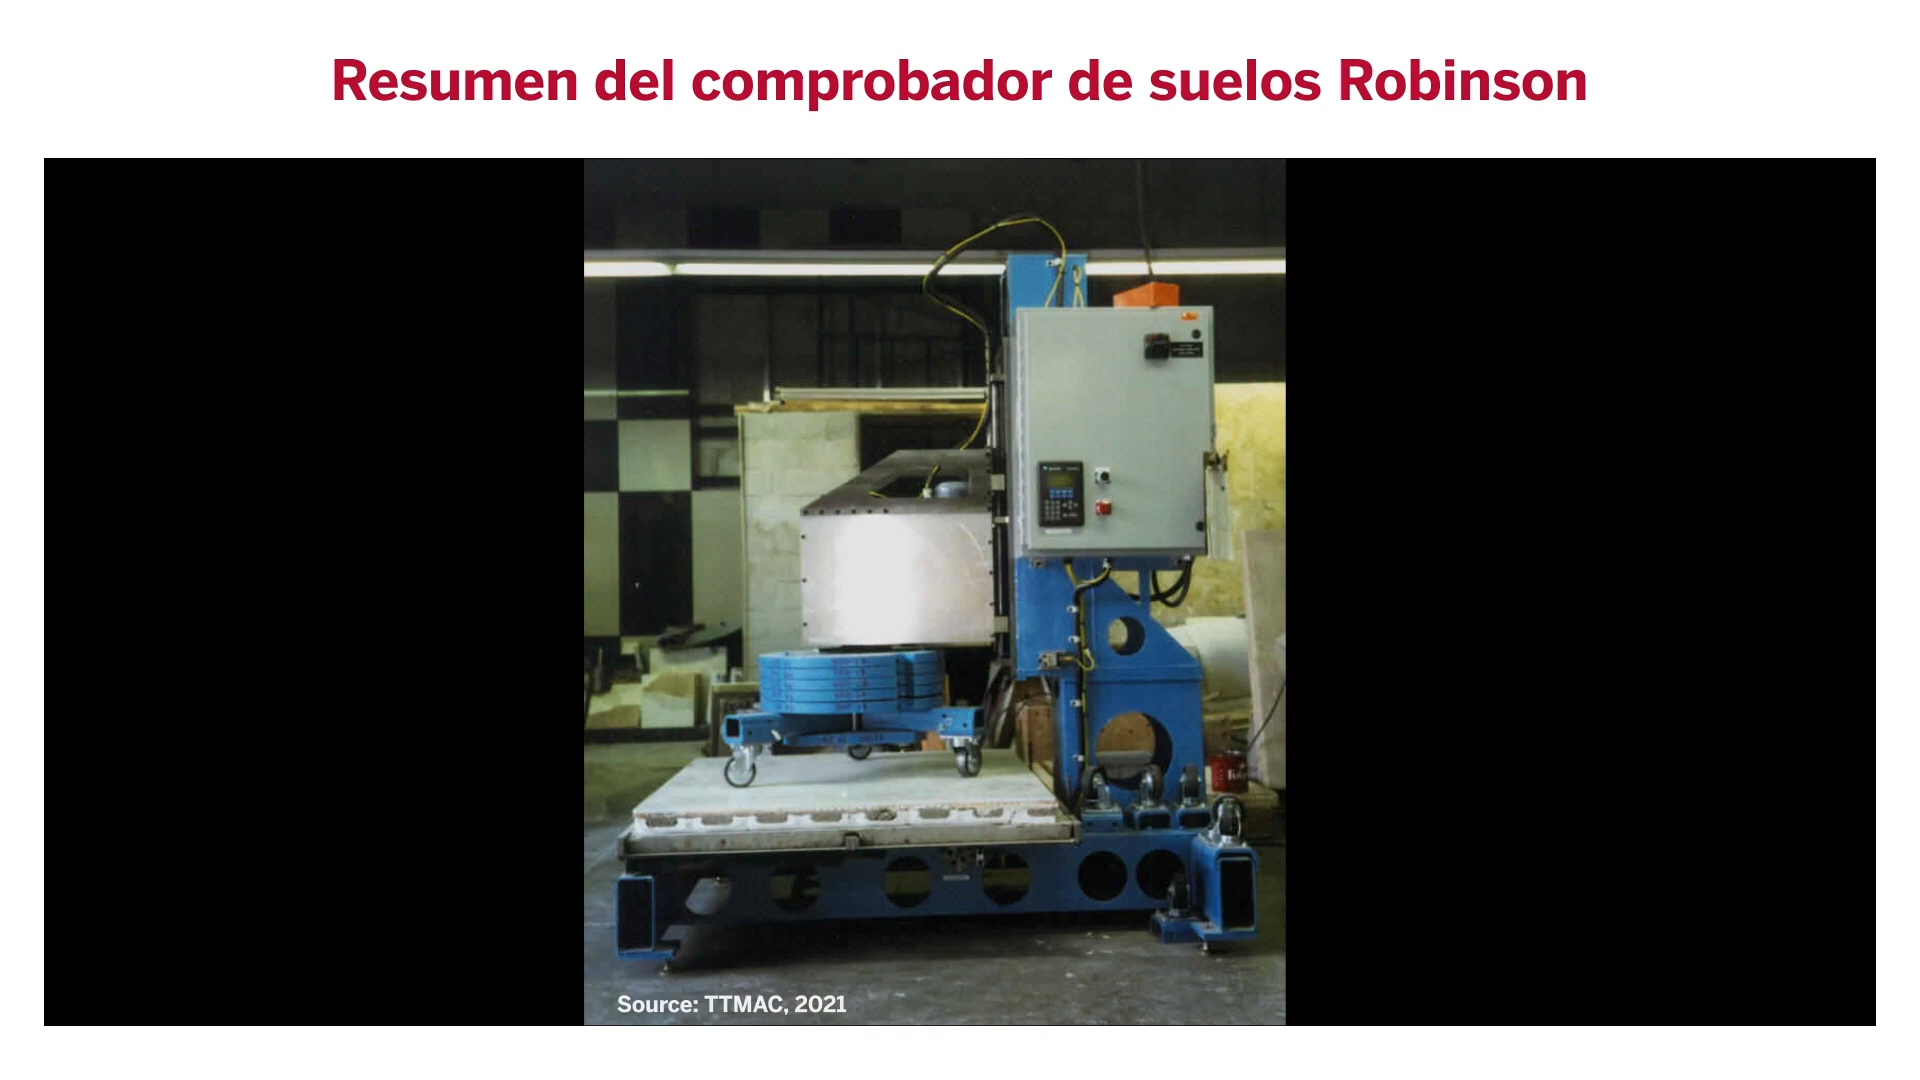 Resumen del comprobador de suelos Robinson
Source: TTMAC, 2021